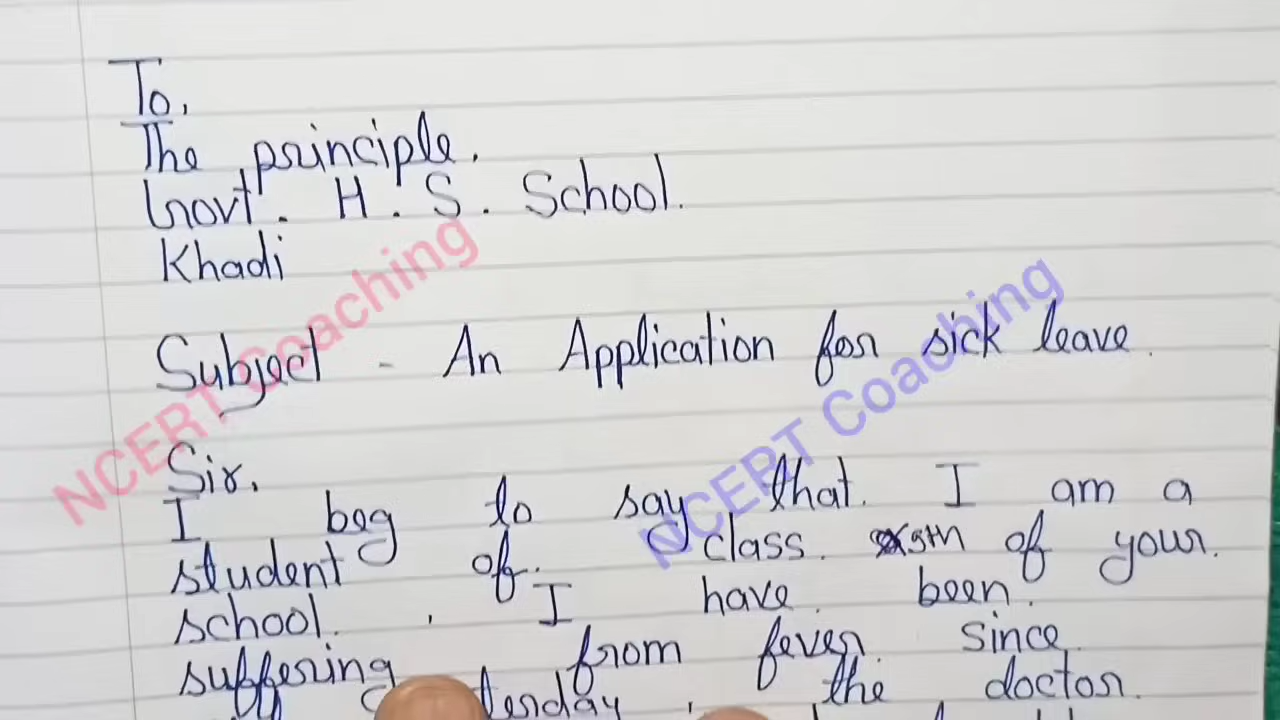 To,
The principle.
Govt. H. S. School.
Khadi
Subject - An Application for sick leave.
Sir,
I beg to say that. I am a
student of. class. 5th of your.
school. . I have. been.
suffering from fever. since
the doctor.
NCERT Coaching
NCERT Coaching